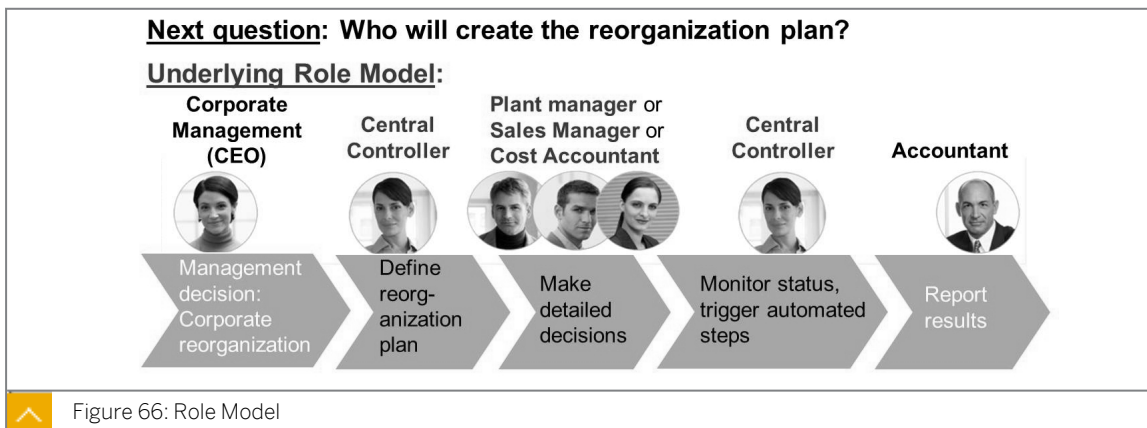 Next question: Who will create the reorganization plan?
Underlying Role Model:
Corporate
Management
(CEO)
Central
Controller
Plant manager or
Sales Manager or
Cost Accountant
Central
Controller
Accountant
Management
decision:
Corporate
reorganization
Define
reorg-
anization
plan
Make
detailed
decisions
Monitor status,
trigger automated
steps
Report
results
Figure 66: Role Model